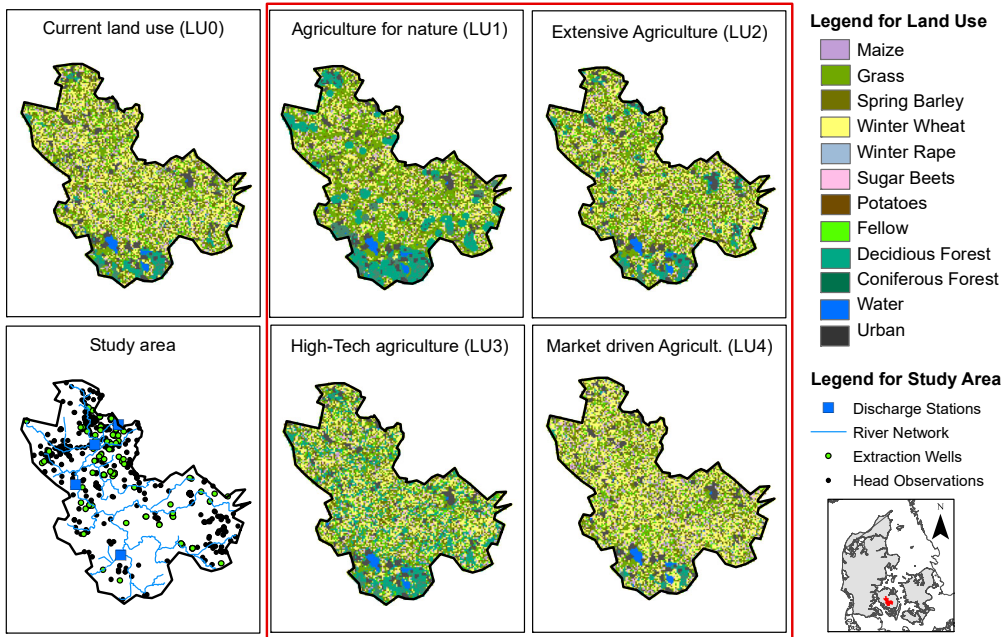 Current land use (LU0)
Agriculture for nature (LU1)
Extensive Agriculture (LU2)
Study area
High-Tech agriculture (LU3)
Market driven Agricult. (LU4)
Legend for Land Use
Maize
Grass
Spring Barley
Winter Wheat
Winter Rape
Sugar Beets
Potatoes
Fellow
Decidious Forest
Coniferous Forest
Water
Urban
Legend for Study Area
Discharge Stations
River Network
Extraction Wells
Head Observations
N